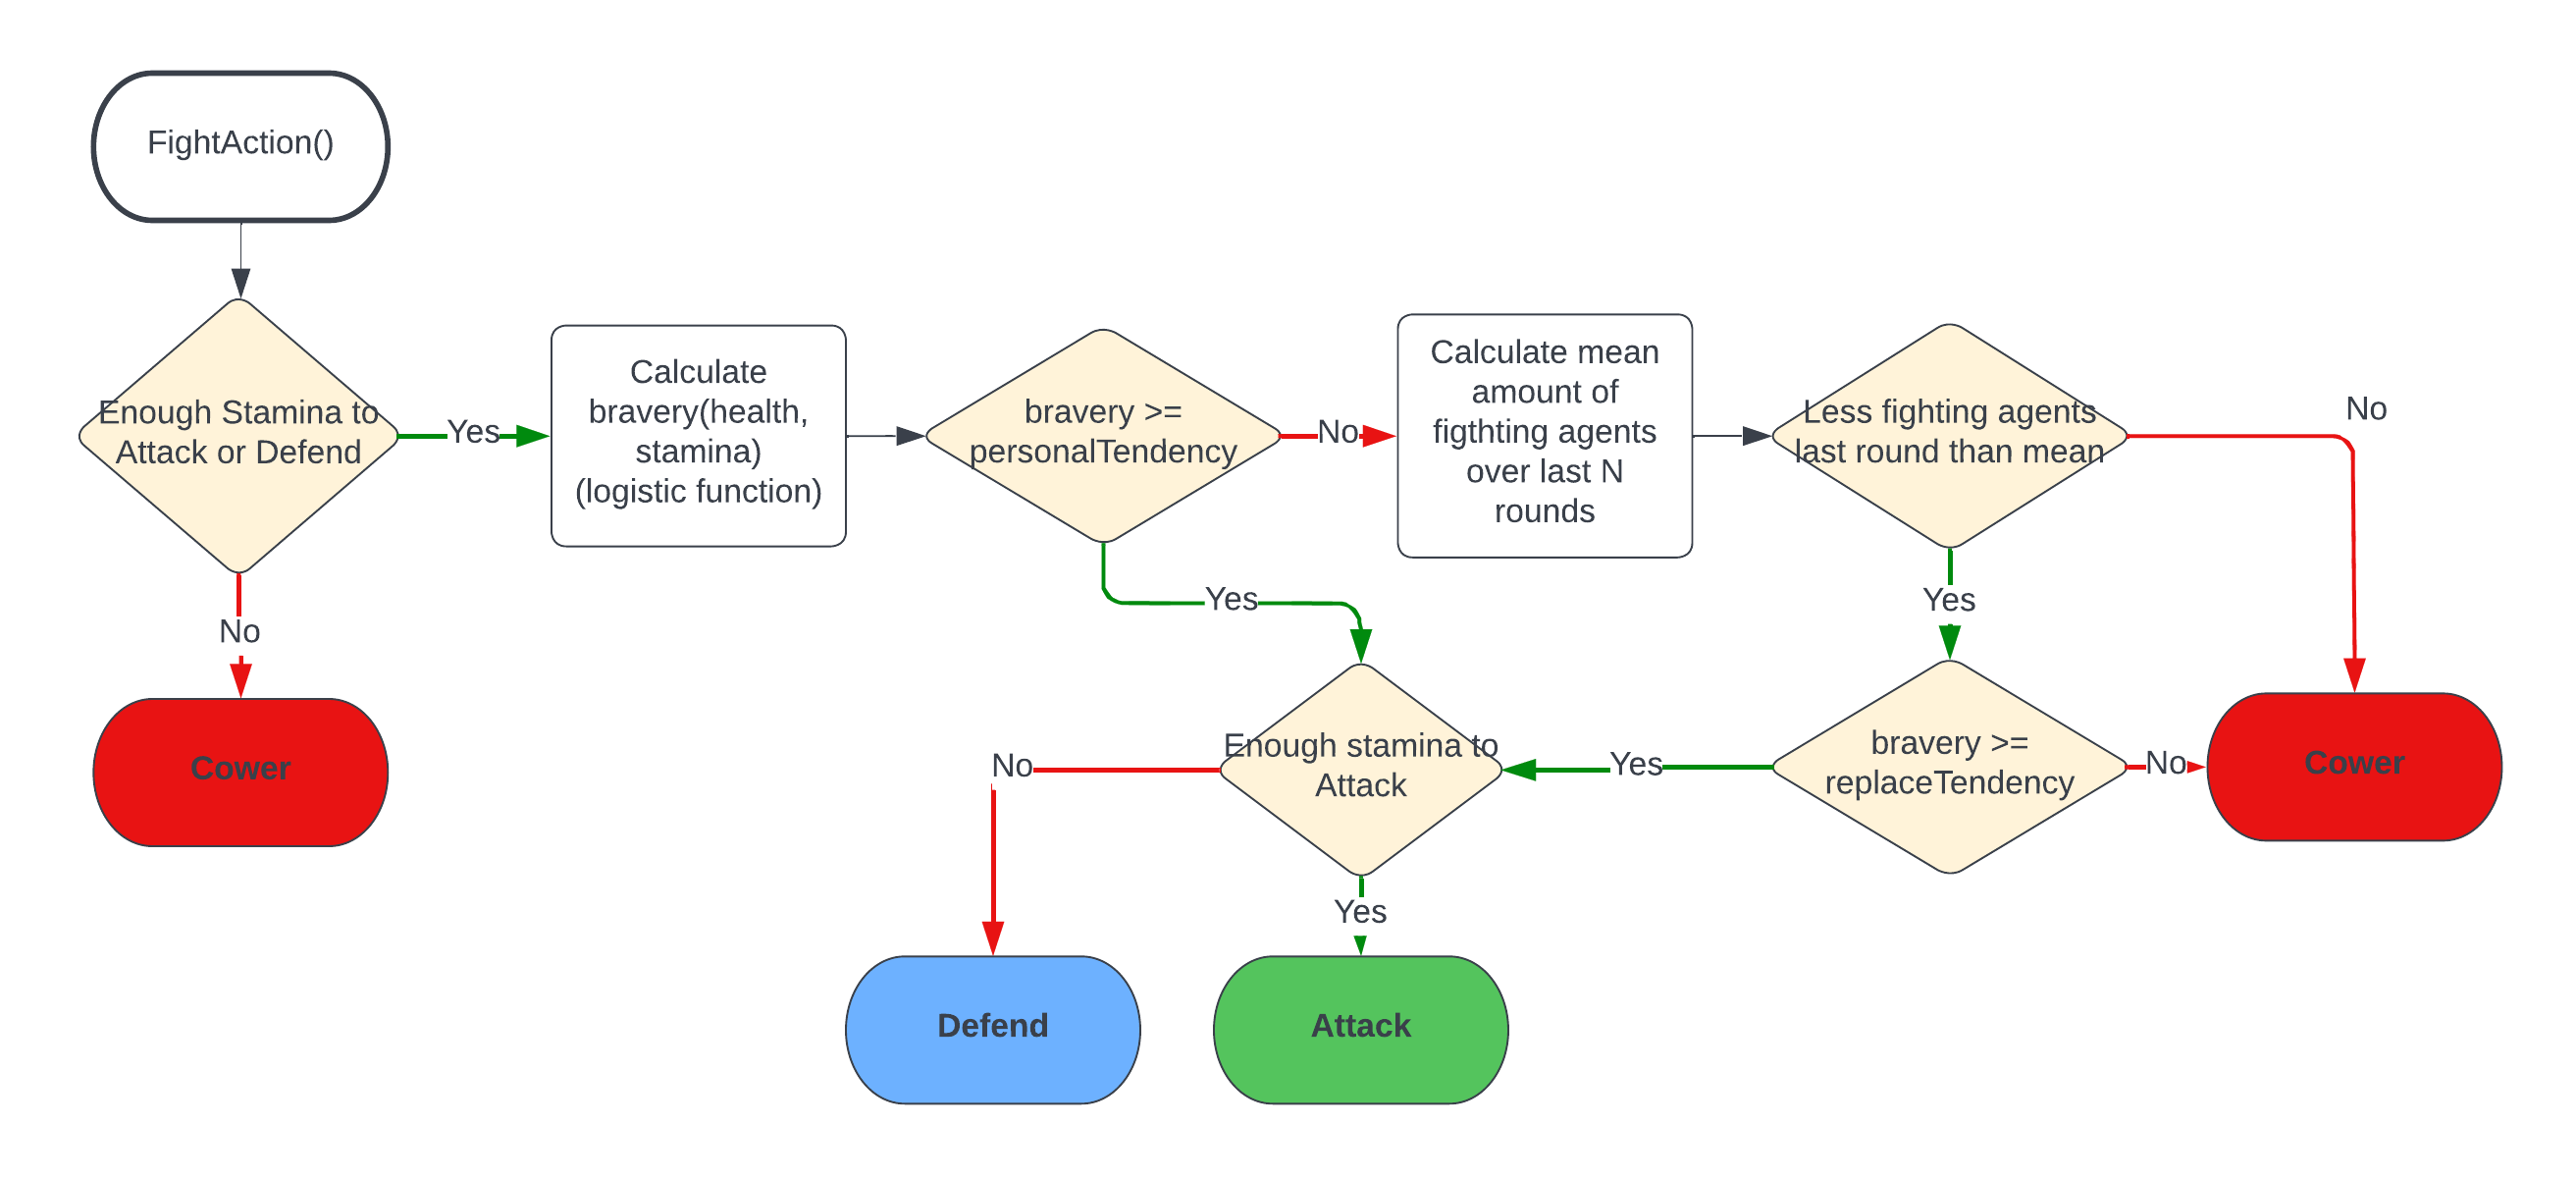 FightAction()
Enough Stamina to
Attack or Defend
Yes
Calculate
bravery(health,
stamina)
(logistic function)
bravery >=
personalTendency
No
Calculate mean
amount of
figthting agents
over last N
rounds
Less fighting agents
last round than mean
No
Yes
Yes
No
Cower
No
Enough stamina to
Attack
Yes
bravery >=
replaceTendency
No
Cower
Yes
Defend
Attack